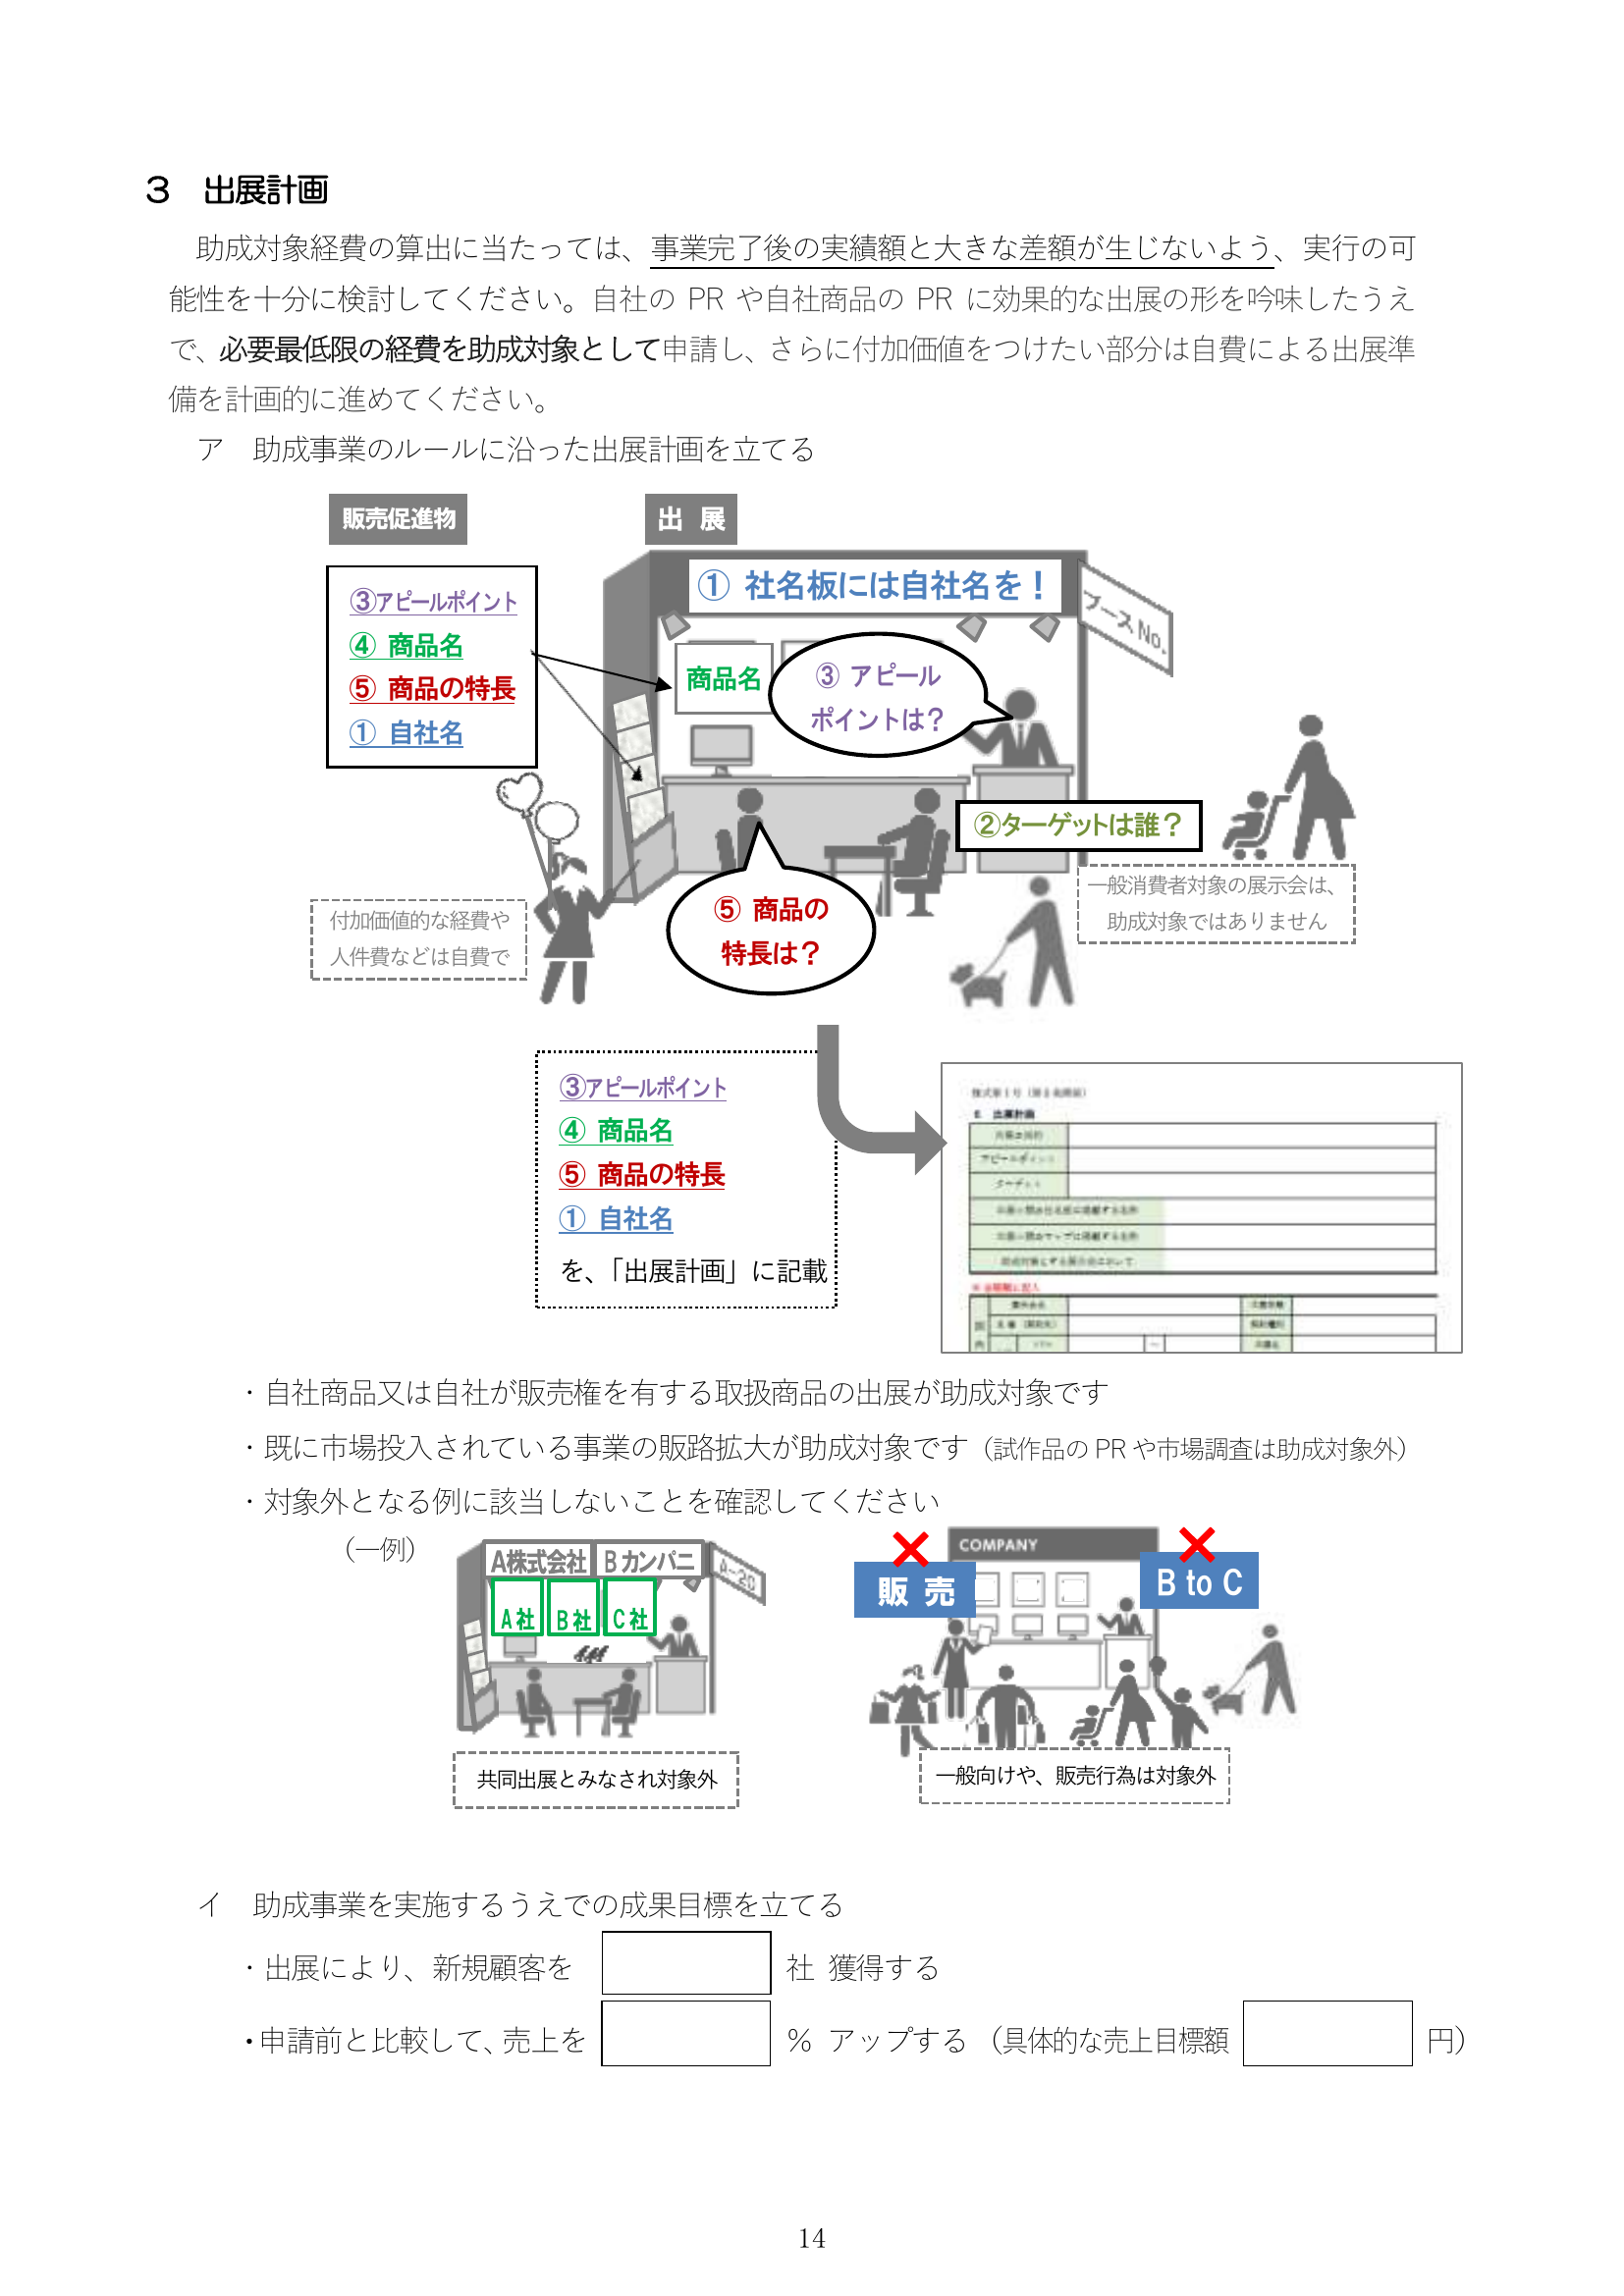 ３　出展計画
助成対象経費の算出に当たっては、事業完了後の実績額と大きな差額が生じないよう、実行の可
能性を十分に検討してください。自社の PR や自社商品の PR に効果的な出展の形を吟味したうえ
で、必要最低限の経費を助成対象として申請し、さらに付加価値をつけたい部分は自費による出展準
備を計画的に進めてください。
ア　助成事業のルールに沿った出展計画を立てる
販売促進物
出 展
① 社名板には自社名を！
ブース No.
③アピールポイント
④ 商品名
⑤ 商品の特長
① 自社名
商品名
③ アピール
ポイントは？
②ターゲットは誰？
一般消費者対象の展示会は、
助成対象ではありません
付加価値的な経費や
人件費などは自費で
⑤ 商品の
特長は？
③アピールポイント
④ 商品名
⑤ 商品の特長
① 自社名
を、「出展計画」に記載
出展計画
アピールポイント
ターゲット
・自社商品又は自社が販売権を有する取扱商品の出展が助成対象です
・既に市場投入されている事業の販路拡大が助成対象です（試作品の PR や市場調査は助成対象外）
・対象外となる例に該当しないことを確認してください
（一例）
A株式会社
B カンパニ
A-20
A 社
B 社
C 社
共同出展とみなされ対象外
COMPANY
販 売
B to C
一般向けや、販売行為は対象外
イ　助成事業を実施するうえでの成果目標を立てる
・出展により、新規顧客を　社 獲得する
・申請前と比較して、売上を　％ アップする（具体的な売上目標額　円）
14